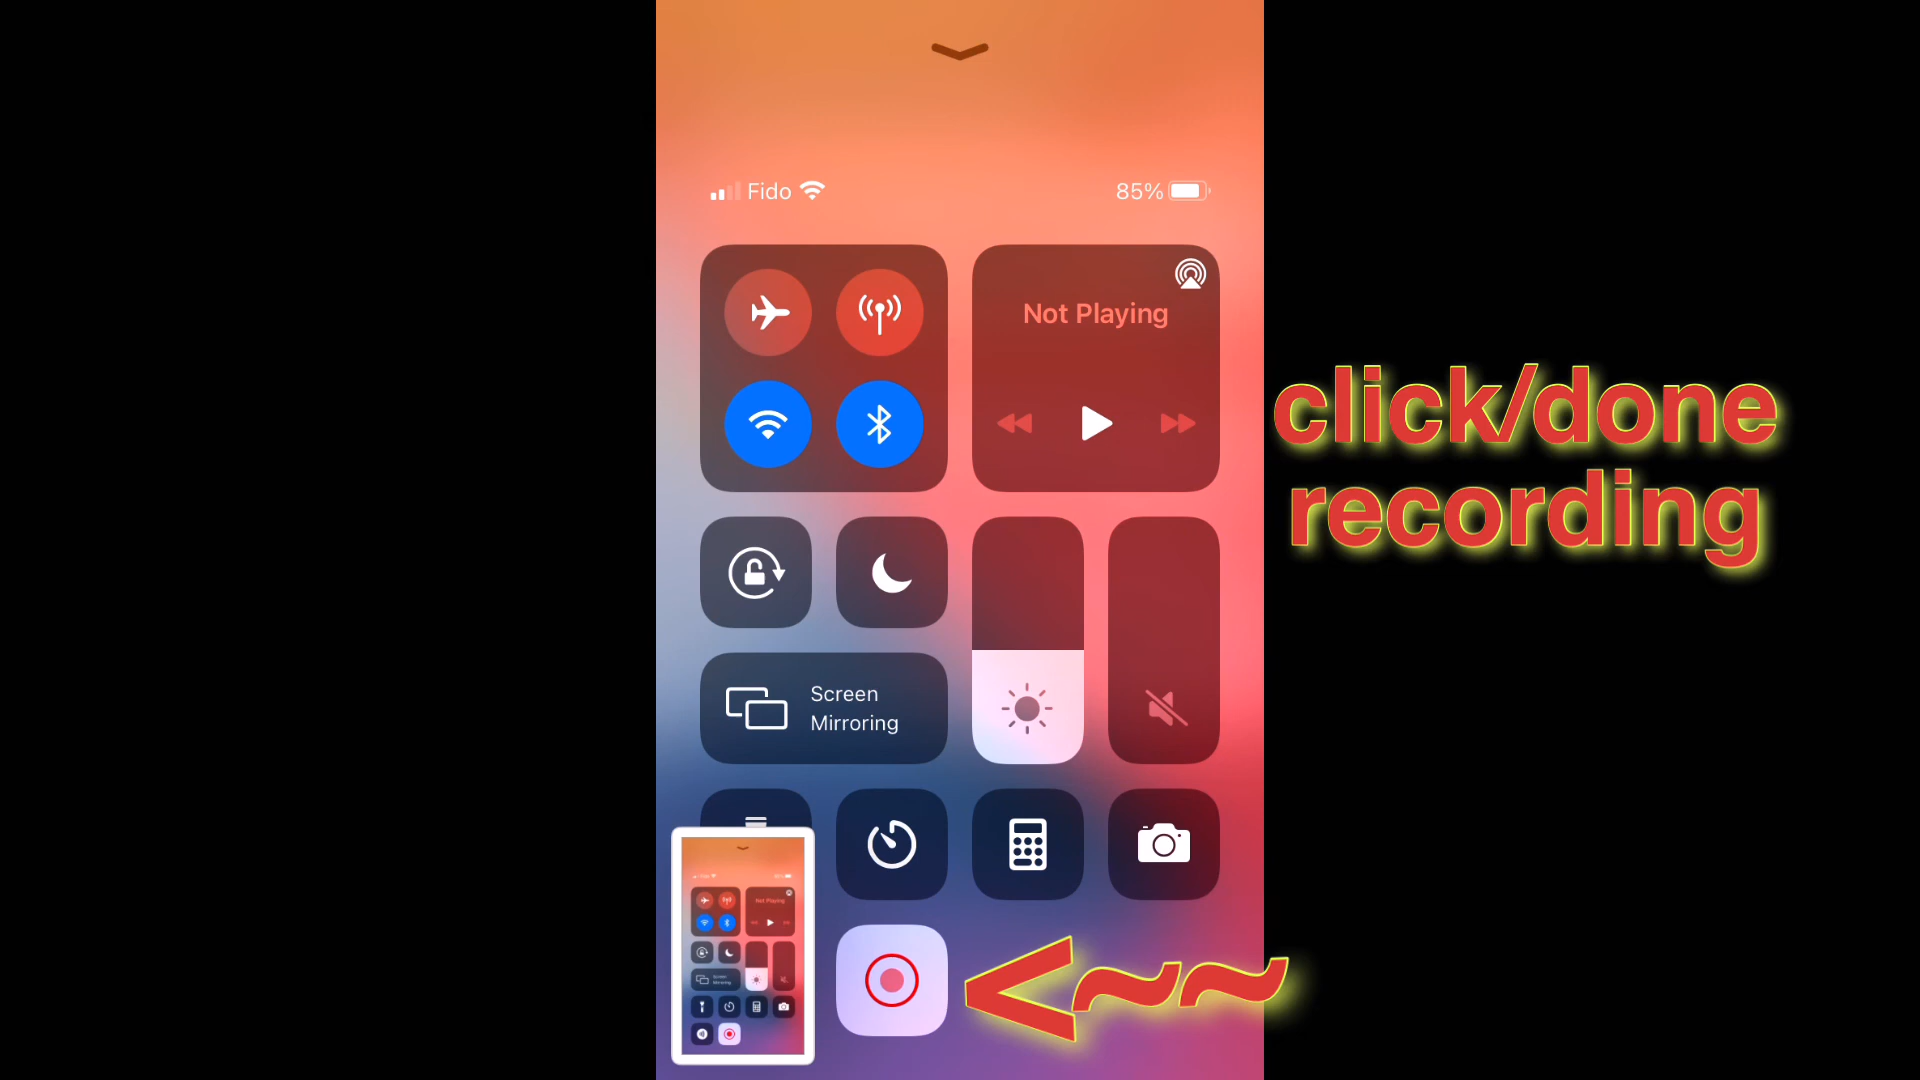 Fido
85%
Not Playing
click/done
recording
Screen
Mirroring
<~~